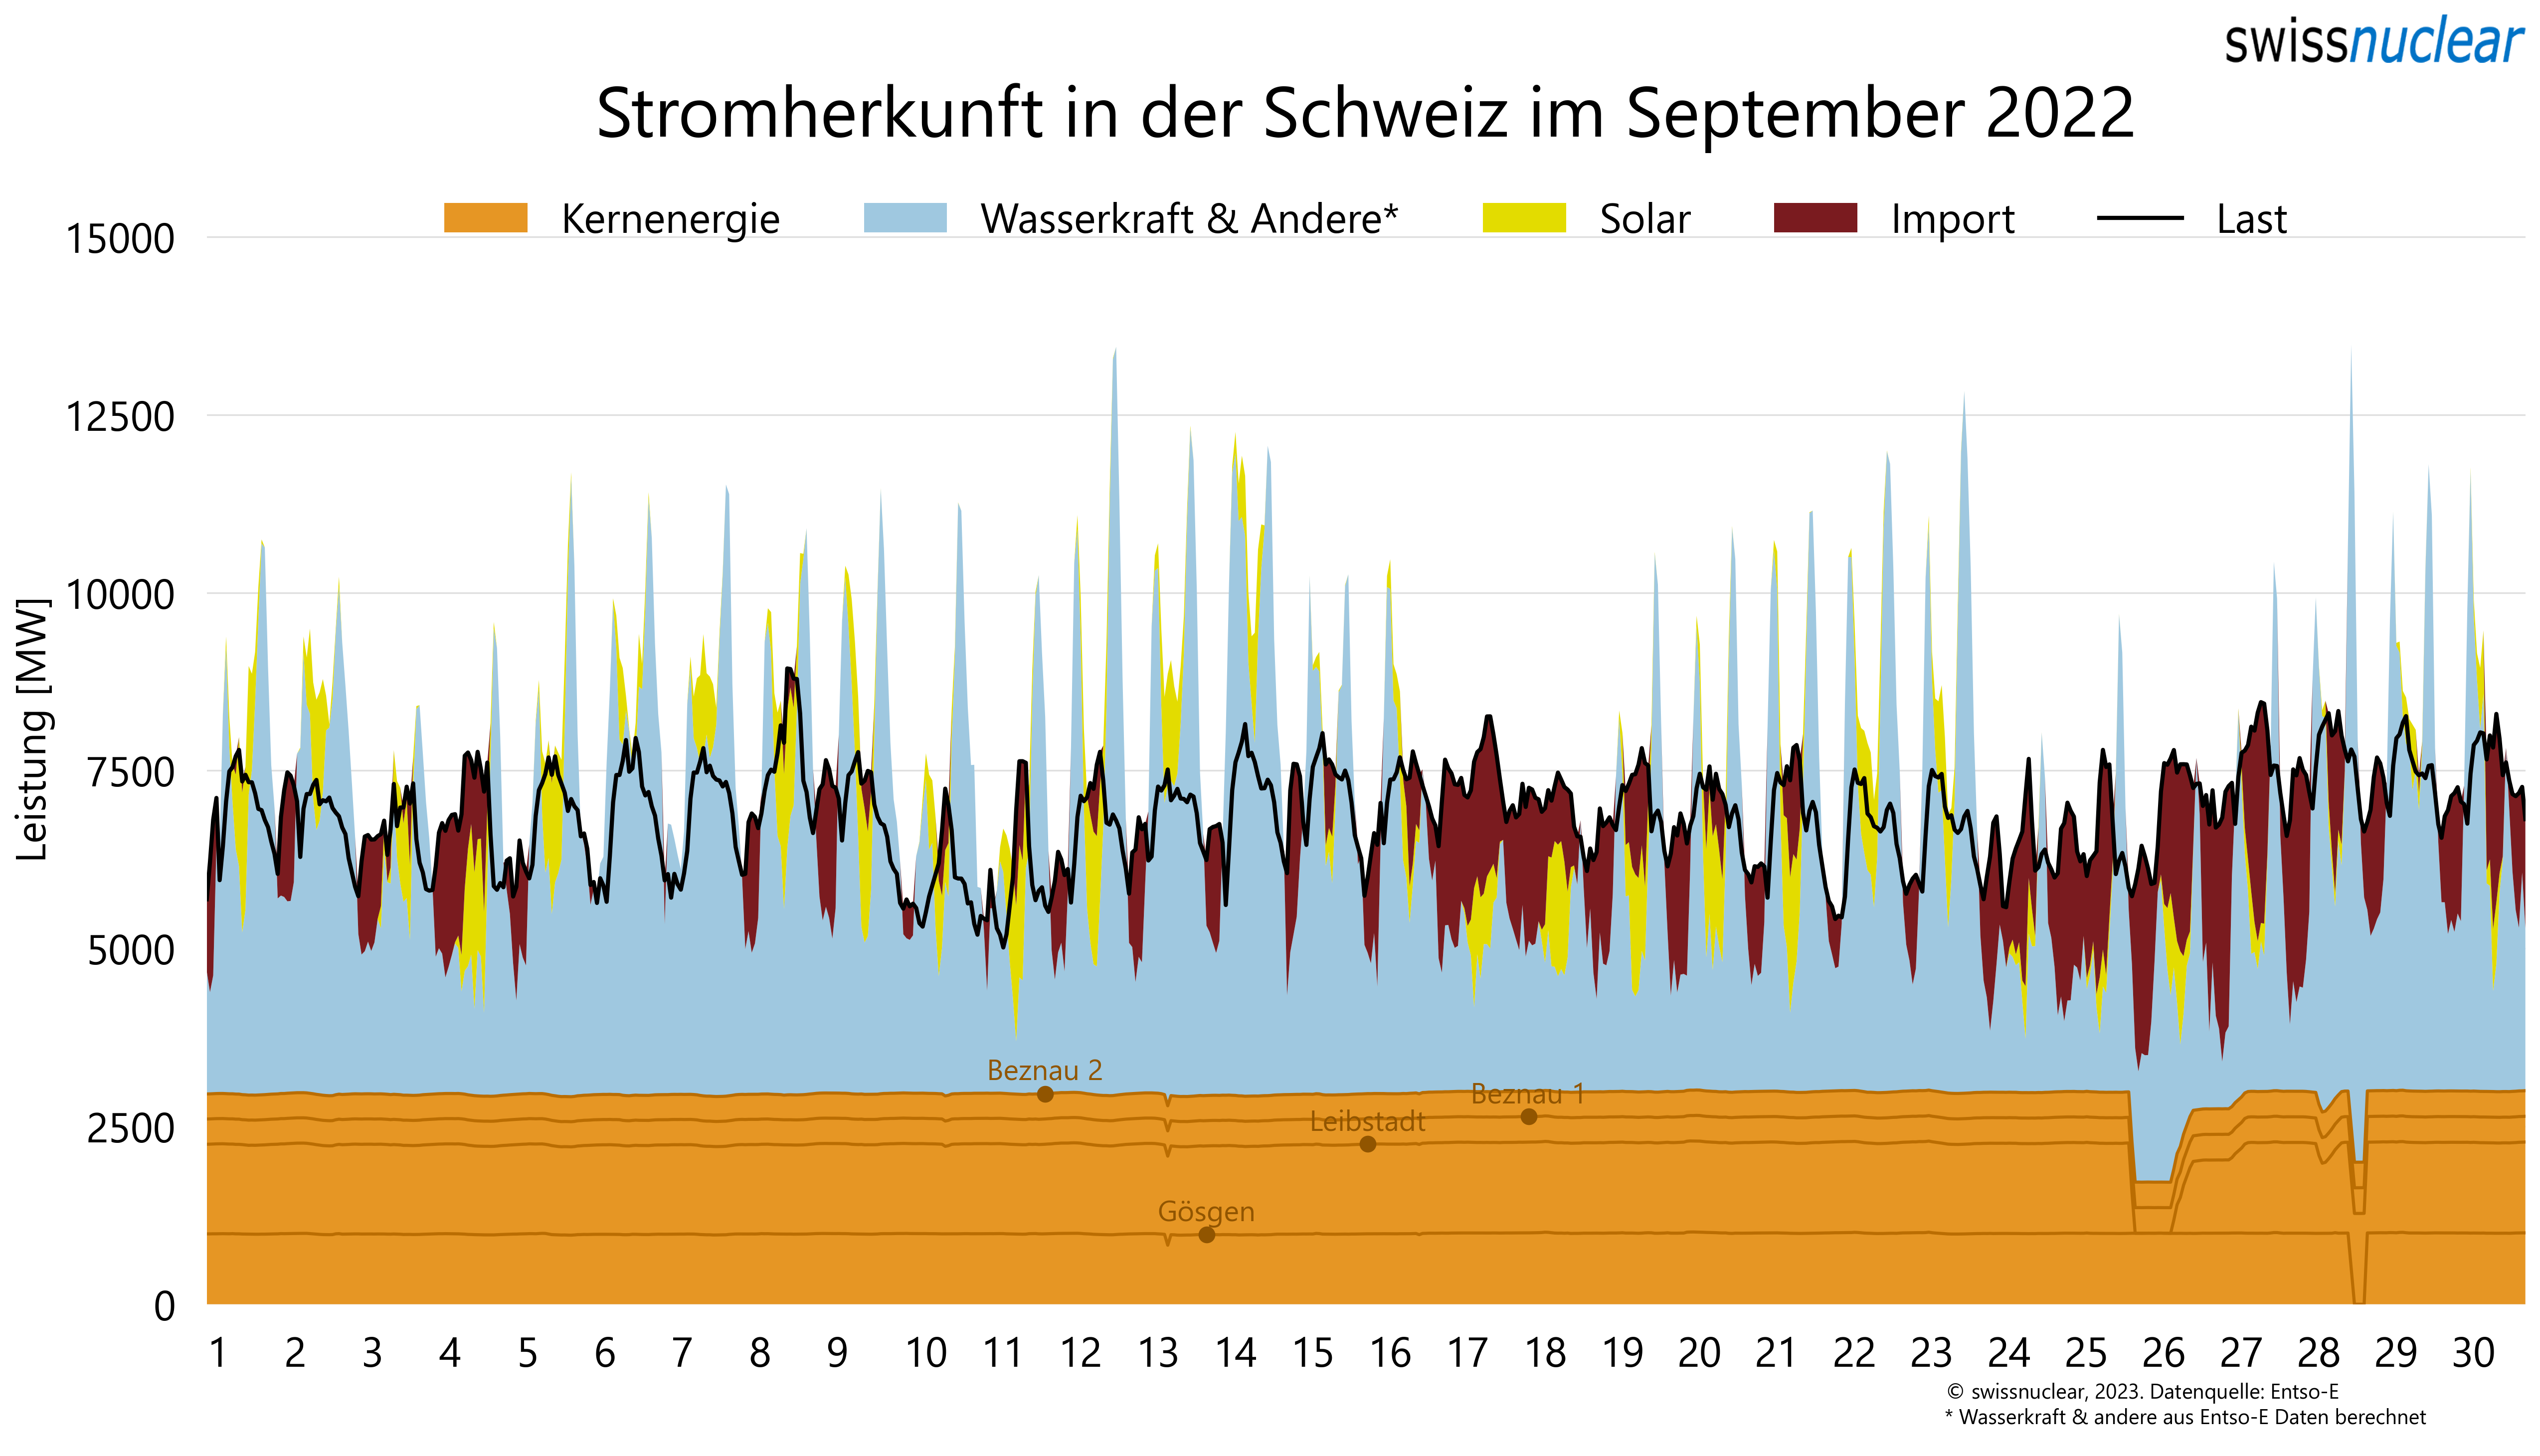 swissnuclear
Stromherkunft in der Schweiz im September 2022
Kernenergie Wasserkraft & Andere* Solar Import Last
15000
12500
10000
7500
5000
2500
0
Leistung [MW]
Beznau 2
Beznau 1
Leibstadt
Gösgen
1 2 3 4 5 6 7 8 9 10 11 12 13 14 15 16 17 18 19 20 21 22 23 24 25 26 27 28 29 30
© swissnuclear, 2023. Datenquelle: Entso-E
* Wasserkraft & andere aus Entso-E Daten berechnet